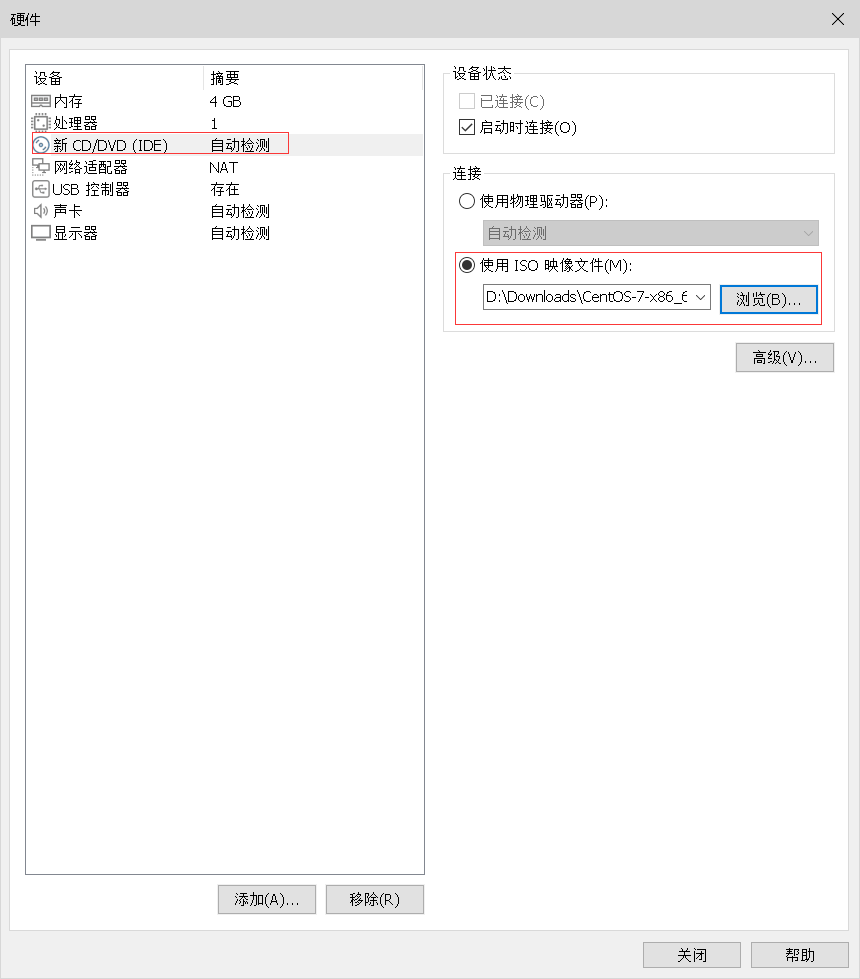 硬件
设备 摘要
内存 4 GB
处理器 1
新 CD/DVD (IDE) 自动检测
网络适配器 NAT
USB 控制器 存在
声卡 自动检测
显示器 自动检测
添加(A)... 移除(R)
设备状态
已连接(C)
启动时连接(O)
连接
使用物理驱动器(P):
自动检测
使用 ISO 映像文件(M):
D:\Downloads\CentOS-7-x86_6 浏览(B)...
高级(V)...
关闭 帮助